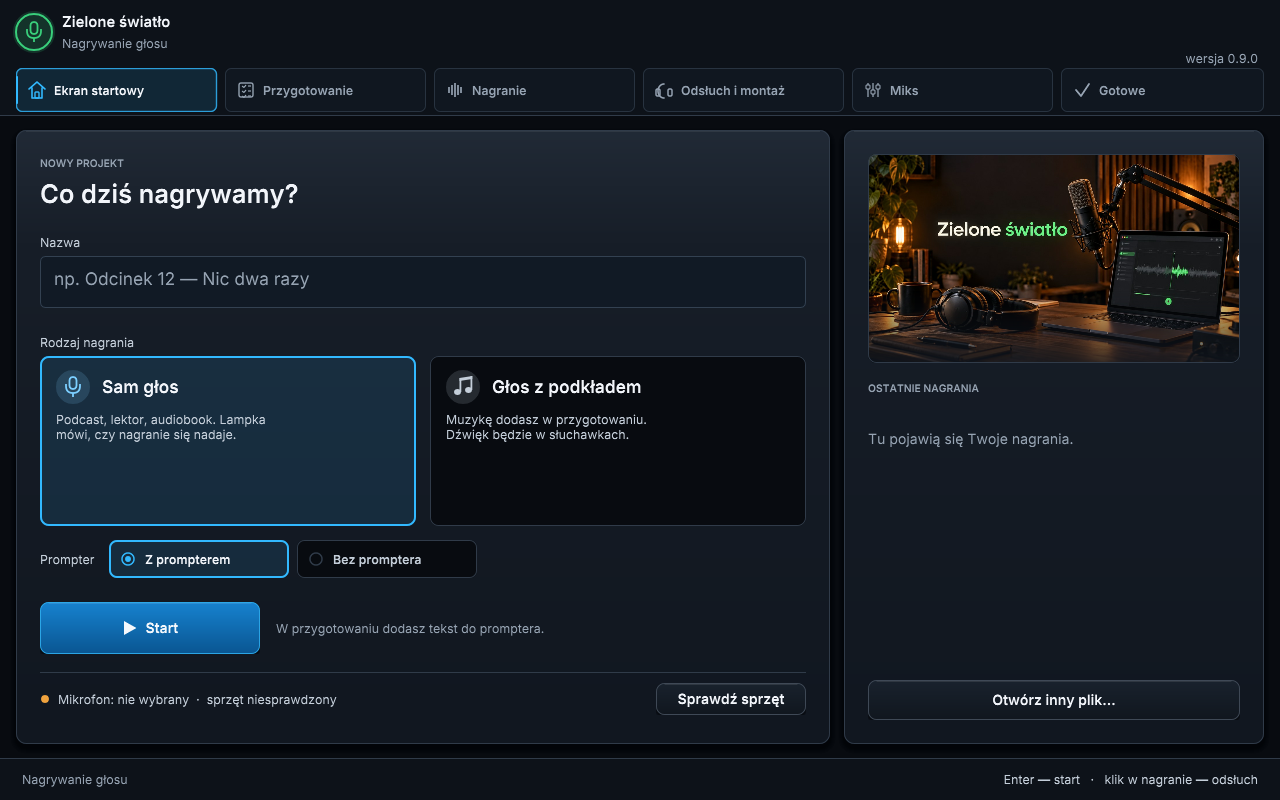 Zielone światło
Nagrywanie głosu
wersja 0.9.0
Ekran startowy
Przygotowanie
Nagranie
Odsłuch i montaż
Miks
Gotowe
NOWY PROJEKT
Co dziś nagrywamy?
Nazwa
np. Odcinek 12 — Nic dwa razy
Rodzaj nagrania
Sam głos
Podcast, lektor, audiobook. Lampka
mówi, czy nagranie się nadaje.
Głos z podkładem
Muzykę dodasz w przygotowaniu.
Dźwięk będzie w słuchawkach.
Prompter
Z prompterem
Bez promptera
Start
W przygotowaniu dodasz tekst do promptera.
Mikrofon: nie wybrany · sprzęt niesprawdzony
Sprawdź sprzęt
Zielone światło
OSTATNIE NAGRANIA
Tu pojawią się Twoje nagrania.
Otwórz inny plik...
Nagrywanie głosu
Enter — start · klik w nagranie — odsłuch